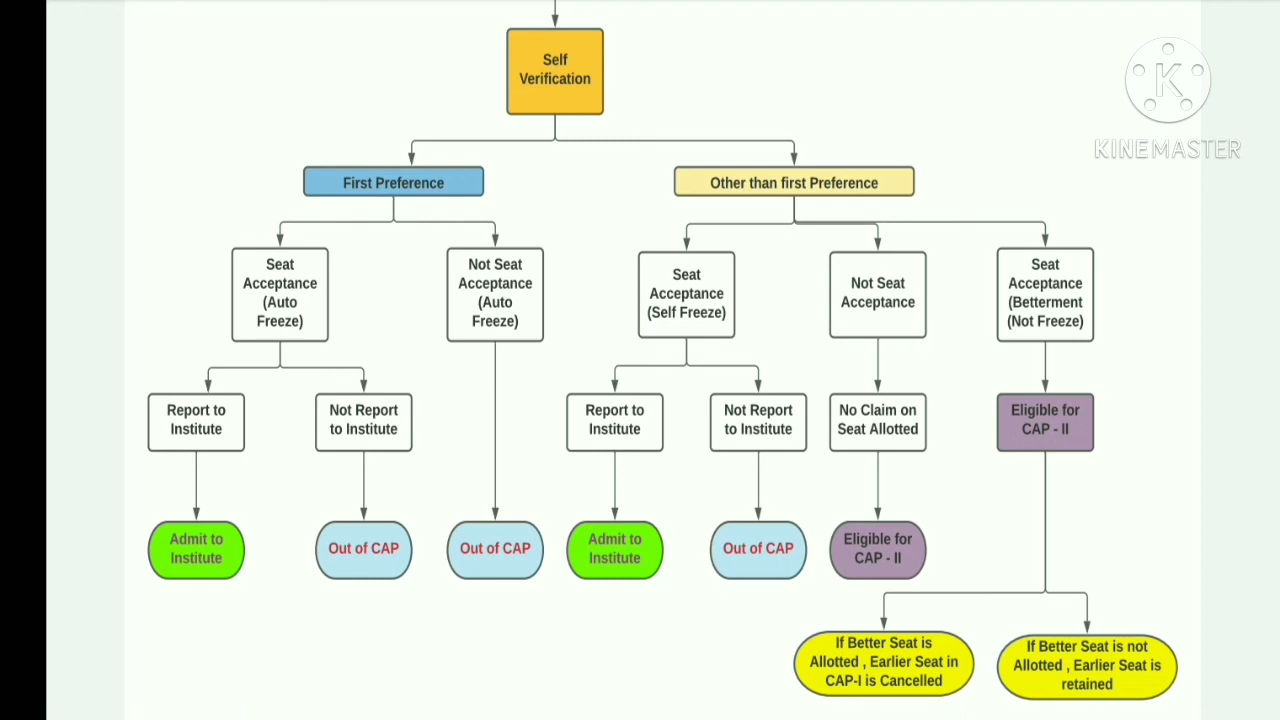 Self
Verification
KINEMASTER
First Preference
Other than first Preference
Seat
Acceptance
(Auto
Freeze)
Not Seat
Acceptance
(Auto
Freeze)
Seat
Acceptance
(Self Freeze)
Not Seat
Acceptance
Seat
Acceptance
(Betterment
(Not Freeze)
Report to
Institute
Not Report
to Institute
Report to
Institute
Not Report
to Institute
No Claim on
Seat Allotted
Eligible for
CAP - II
Admit to
Institute
Out of CAP
Out of CAP
Admit to
Institute
Out of CAP
Eligible for
CAP - II
If Better Seat is
Allotted , Earlier Seat in
CAP-I is Cancelled
If Better Seat is not
Allotted , Earlier Seat is
retained